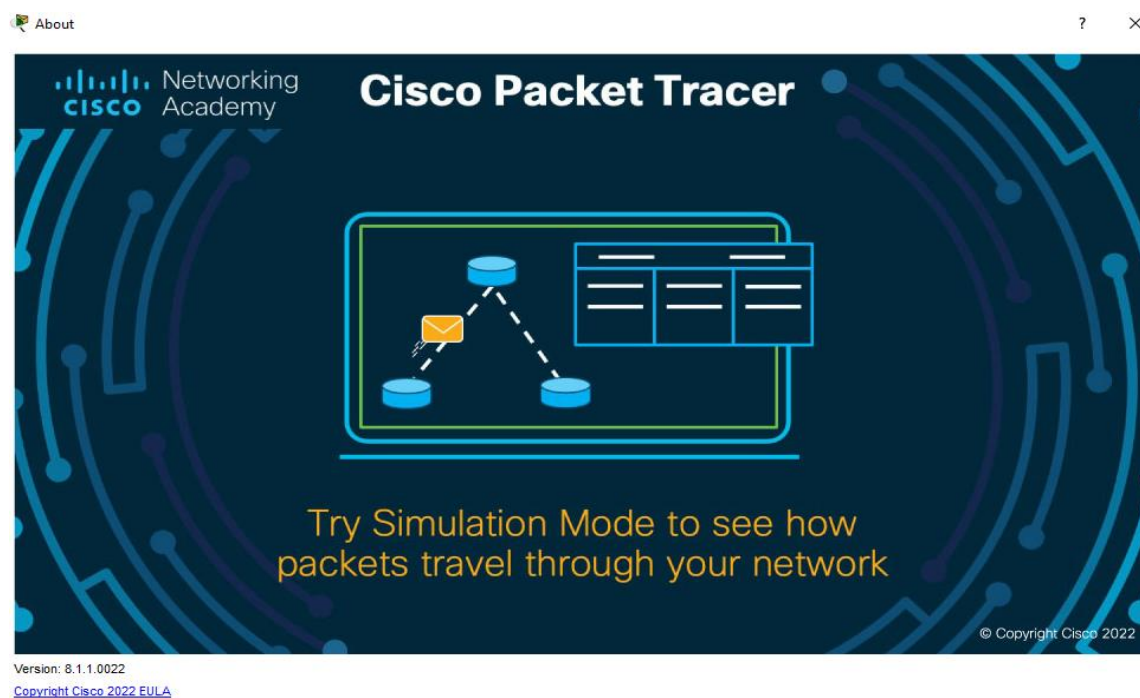 About
?
Networking
Academy
CISCO
Cisco Packet Tracer
Try Simulation Mode to see how
packets travel through your network
© Copyright Cisco 2022
Version: 8.1.1.0022
Copyright Cisco 2022 EULA